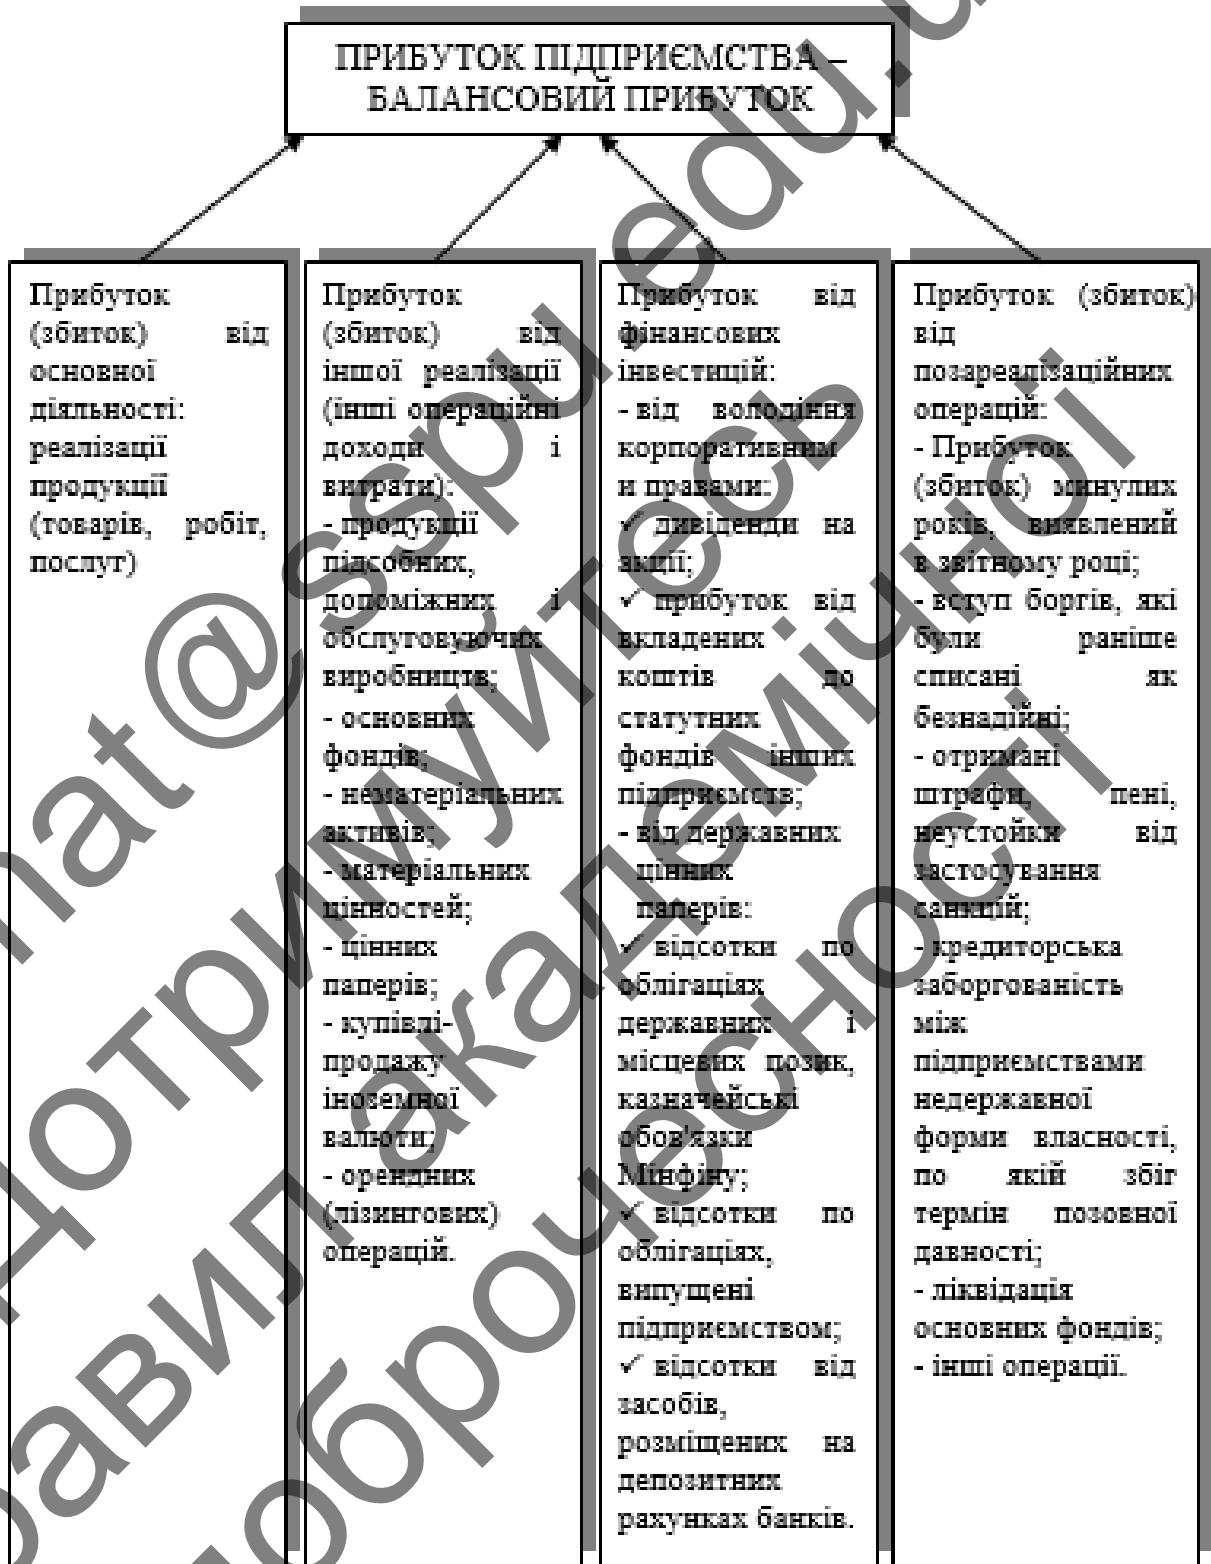 ПРИБУТОК ПІДПРИЄМСТВА –
БАЛАНСОВИЙ ПРИБУТОК
Прибуток
(збиток) від
основної
діяльності:
реалізації
продукції
(товарів, робіт,
послуг)
Прибуток
(збиток) від
іншої реалізації
(інші операційні
доходи і
витрати):
- продукції
підсобних,
допоміжних і
обслуговуючих
виробництв;
- основних
фондів;
- нематеріальних
активів;
- матеріальних
цінностей;
- цінних
паперів;
- купівлі-
продажу
іноземної
валюти;
- орендних
(лізингових)
операцій.
Прибуток від
фінансових
інвестицій:
- від володіння
корпоративним
и правами:
✓ дивіденди на
акції;
✓ прибуток від
вкладених
коштів до
статутних
фондів інших
підприємств;
- від державних
цінних
паперів:
✓ відсотки по
облігаціях
державних і
місцевих позик,
казначейські
обов'язки
Мінфіну;
✓ відсотки по
облігаціях,
випущені
підприємством;
✓ відсотки від
засобів,
розміщених на
депозитних
рахунках банків.
Прибуток (збиток)
від
позареалізаційних
операцій:
- Прибуток
(збиток) минулих
років, виявлений
в звітному році;
- вступ боргів, які
були раніше
списані як
безнадійні;
- отримані
штрафи, пені,
неустойки від
застосування
санкцій;
- кредиторська
заборгованість
між
підприємствами
недержавної
форми власності,
по якій збіг
термін позовної
давності;
- ліквідація
основних фондів;
- інші операції.
nat@sspu.edu.u
Дотримуйтесь
равил академічної
доброчесності